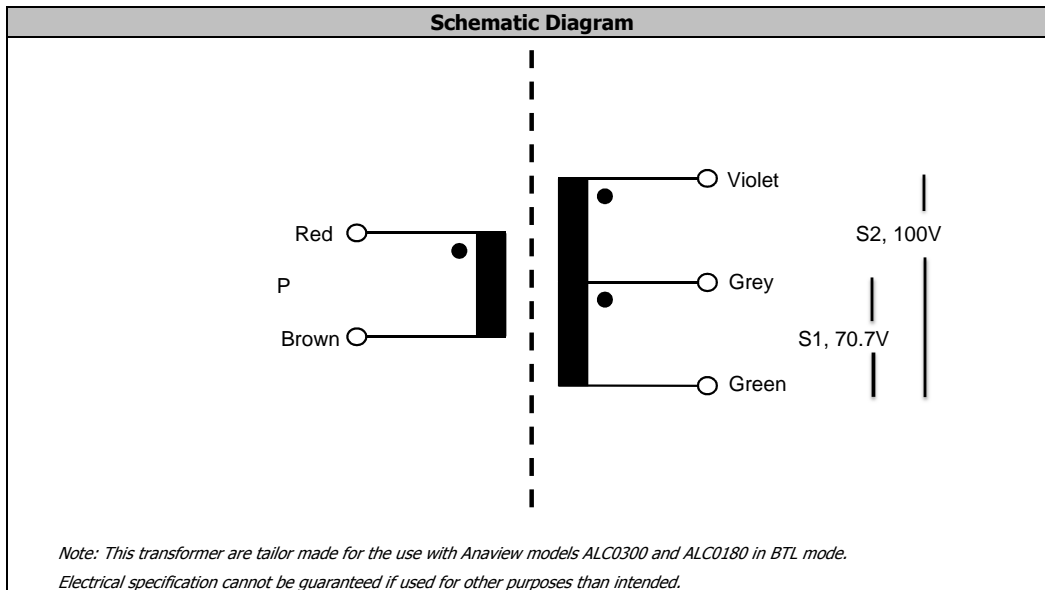 Schematic Diagram
Violet
Red
S2, 100V
P
Grey
Brown
S1, 70.7V
Green
Note: This transformer are tailor made for the use with Anaview models ALC0300 and ALC0180 in BTL mode.
Electrical specification cannot be guaranteed if used for other purposes than intended.